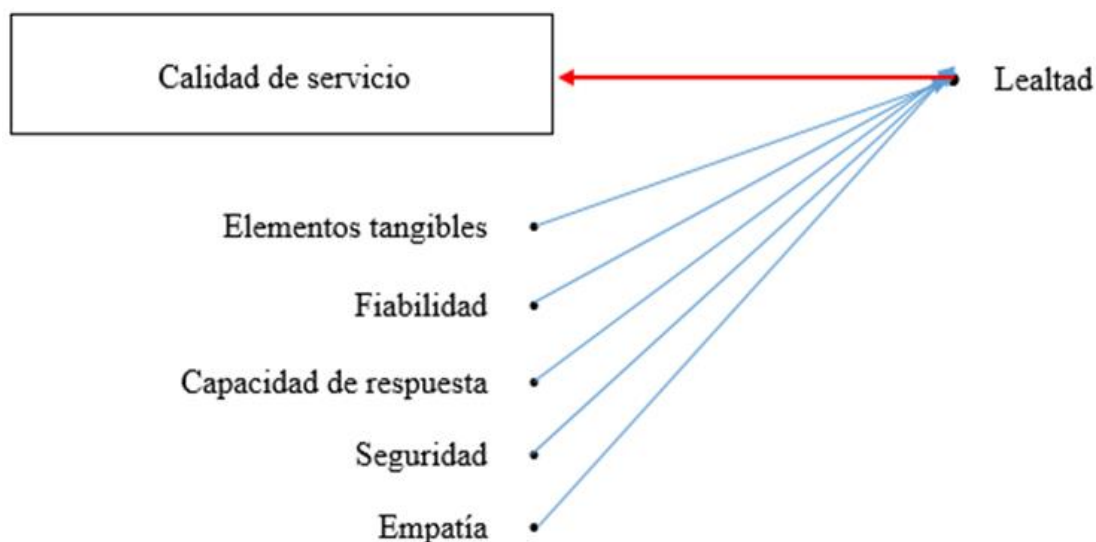 Calidad de servicio
Lealtad
Elementos tangibles
Fiabilidad
Capacidad de respuesta
Seguridad
Empatía